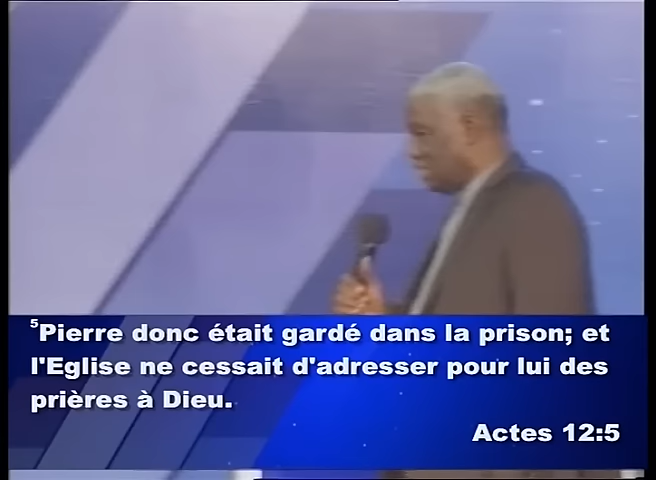 ⁵Pierre donc était gardé dans la prison; et
l'Eglise ne cessait d'adresser pour lui des
prières à Dieu.
Actes 12:5